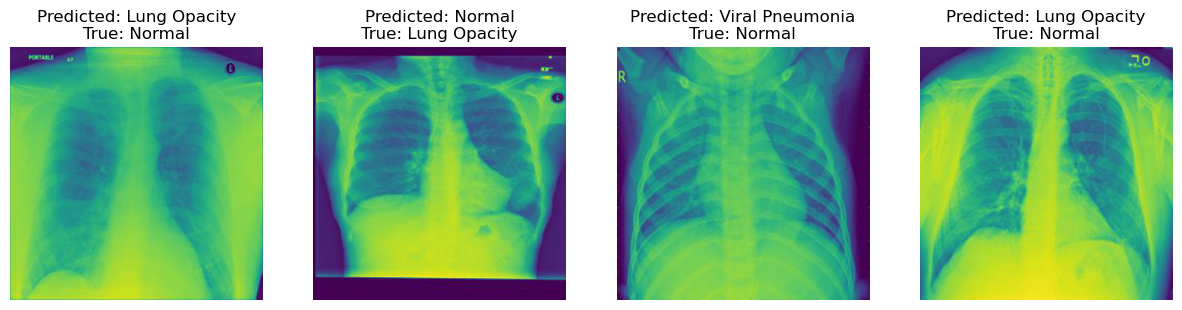 Predicted: Lung Opacity
True: Normal
Predicted: Normal
True: Lung Opacity
Predicted: Viral Pneumonia
True: Normal
Predicted: Lung Opacity
True: Normal
PORTABLE AP
L
L
R